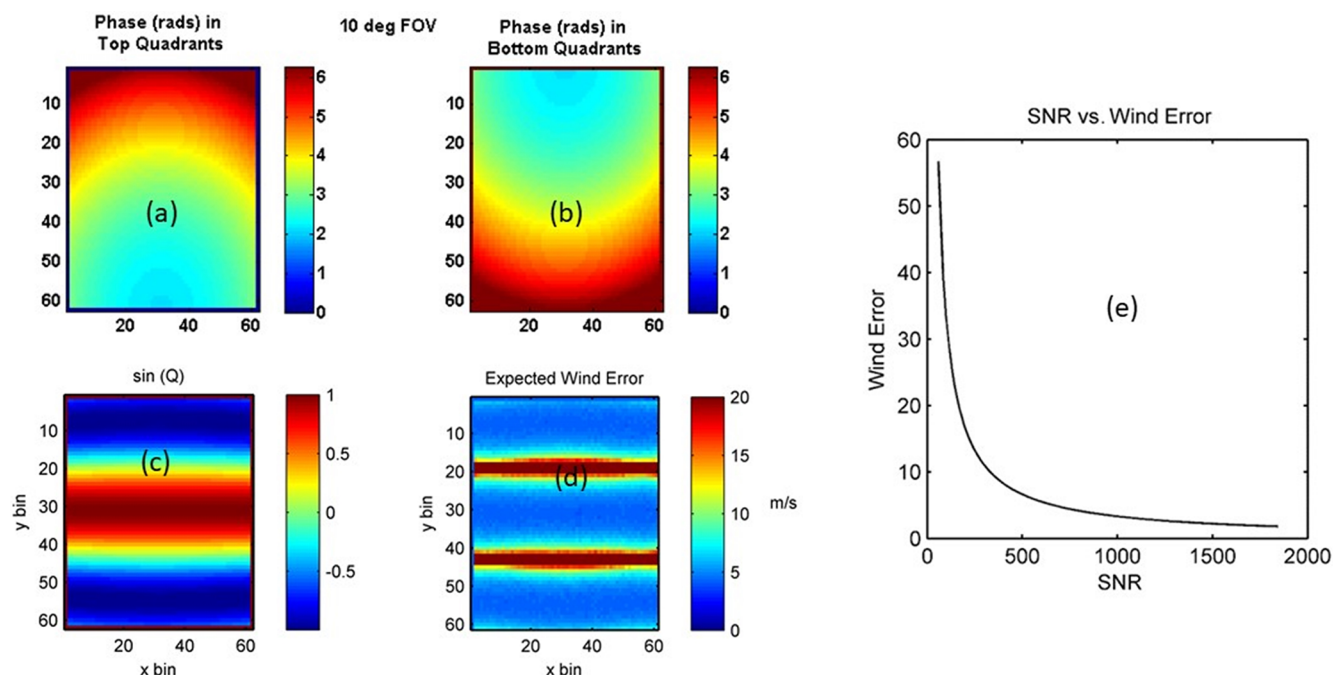 Phase (rads) in
Top Quadrants
10 deg FOV
Phase (rads) in
Bottom Quadrants
10
20
30
40
50
60
20 40 60
6
5
4
3
2
1
0
(a)
10
20
30
40
50
60
20 40 60
6
5
4
3
2
1
0
(b)
sin (Q)
y bin
10
20
30
40
50
60
20 40 60
x bin
1
0.5
0
-0.5
(c)
Expected Wind Error
y bin
10
20
30
40
50
60
20 40 60
x bin
20
15
10
5
0
m/s
(d)
SNR vs. Wind Error
Wind Error
60
50
40
30
20
10
0
0 500 1000 1500 2000
SNR
(e)